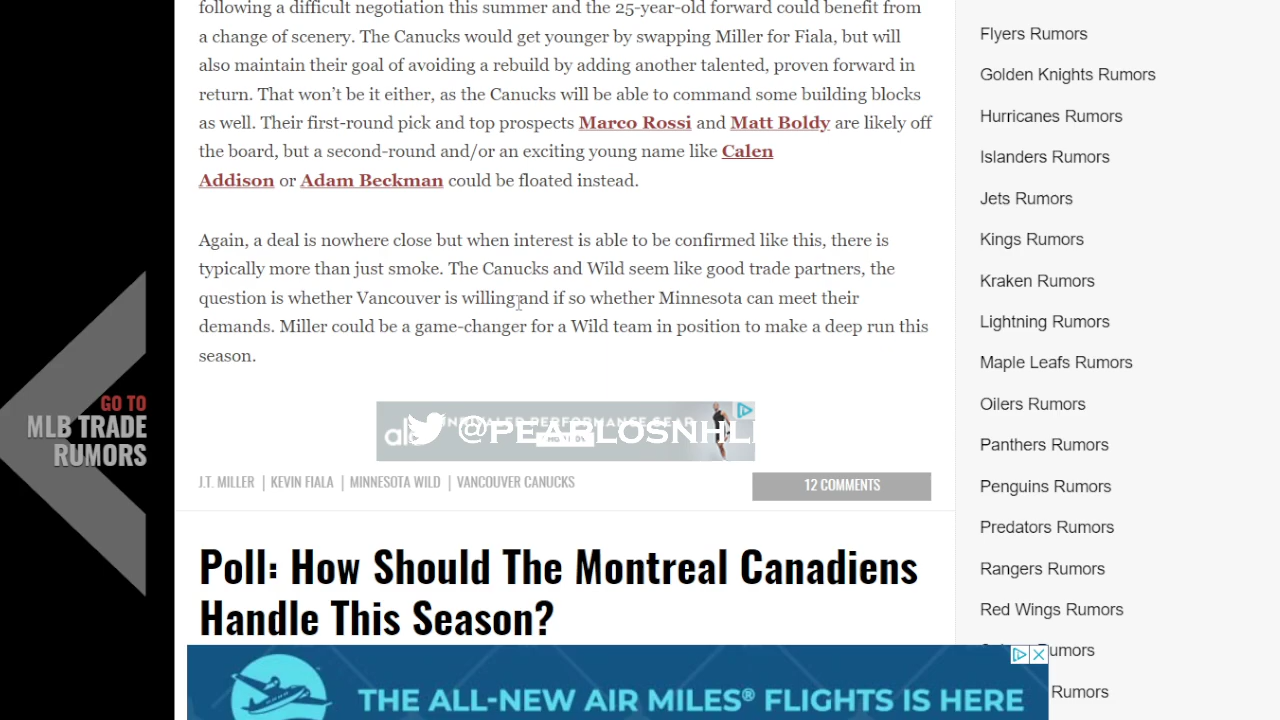 following a difficult negotiation this summer and the 25-year-old forward could benefit from
a change of scenery. The Canucks would get younger by swapping Miller for Fiala, but will
also maintain their goal of avoiding a rebuild by adding another talented, proven forward in
return. That won't be it either, as the Canucks will be able to command some building blocks
as well. Their first-round pick and top prospects Marco Rossi and Matt Boldy are likely off
the board, but a second-round and/or an exciting young name like Calen
Addison or Adam Beckman could be floated instead.
Again, a deal is nowhere close but when interest is able to be confirmed like this, there is
typically more than just smoke. The Canucks and Wild seem like good trade partners, the
question is whether Vancouver is willing and if so whether Minnesota can meet their
demands. Miller could be a game-changer for a Wild team in position to make a deep run this
season.
J.T. MILLER | KEVIN FIALA | MINNESOTA WILD | VANCOUVER CANUCKS
12 COMMENTS
Poll: How Should The Montreal Canadiens
Handle This Season?
THE ALL-NEW AIR MILES® FLIGHTS IS HERE
GO TO
MLB TRADE
RUMORS
Flyers Rumors
Golden Knights Rumors
Hurricanes Rumors
Islanders Rumors
Jets Rumors
Kings Rumors
Kraken Rumors
Lightning Rumors
Maple Leafs Rumors
Oilers Rumors
Panthers Rumors
Penguins Rumors
Predators Rumors
Rangers Rumors
Red Wings Rumors
Rumors
Rumors